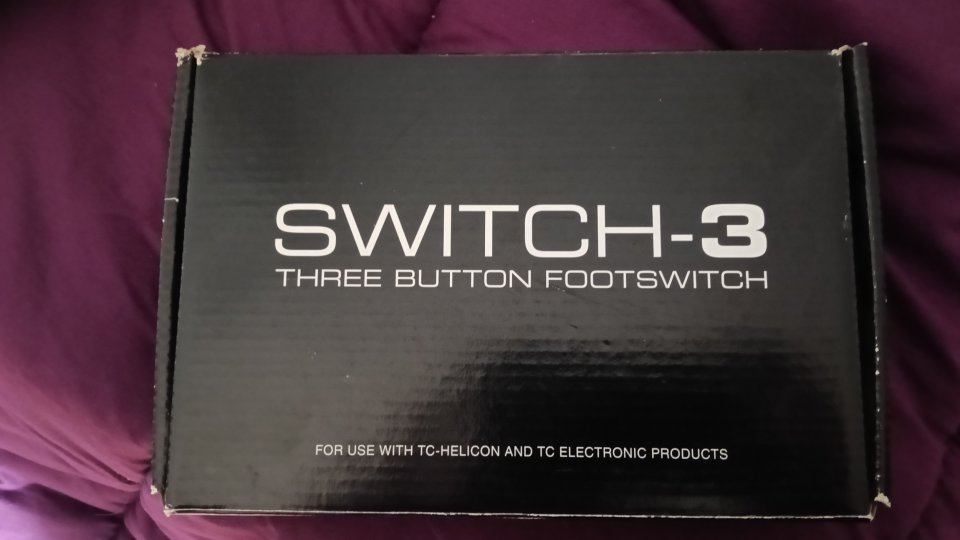 SWITCH-3
THREE BUTTON FOOTSWITCH
FOR USE WITH TC-HELICON AND TC ELECTRONIC PRODUCTS